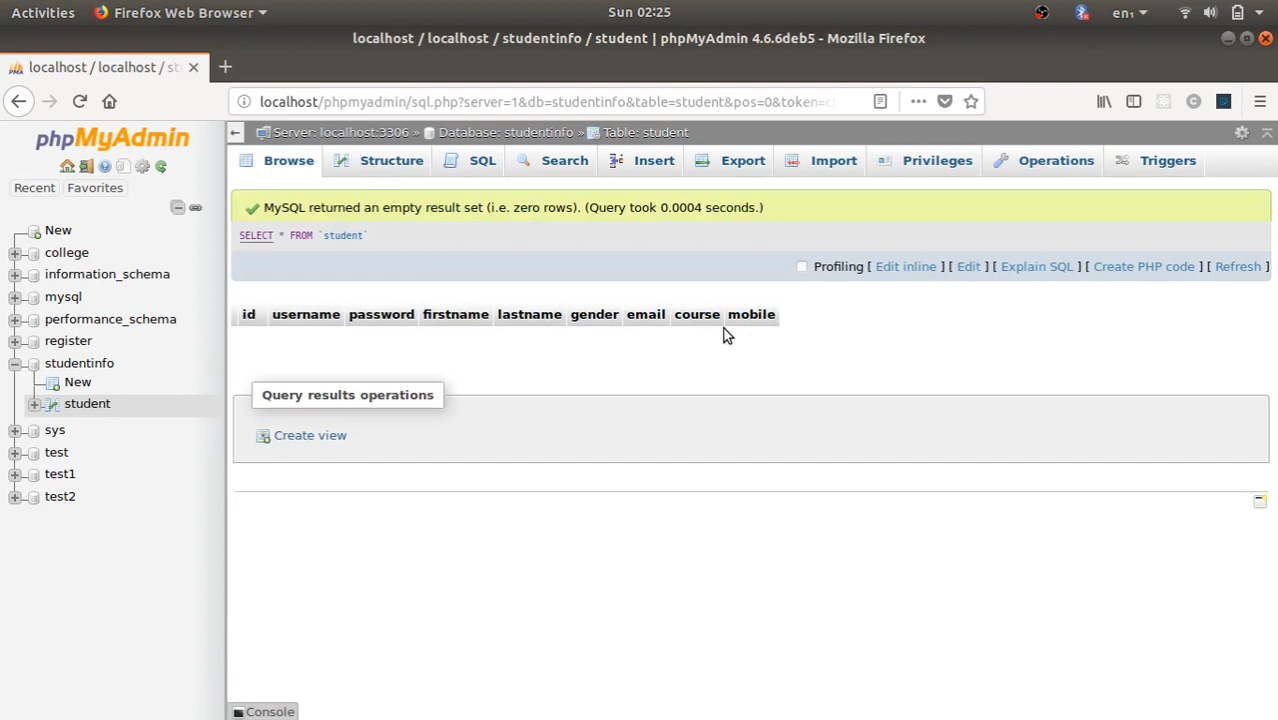 Activities Firefox Web Browser Sun 02:25 en₁
localhost / localhost / studentinfo / student | phpMyAdmin 4.6.6deb5 - Mozilla Firefox
localhost / localhost / st
localhost/phpmyadmin/sql.php?server=1&db=studentinfo&table=student&pos=0&token=
phpMyAdmin
Recent Favorites
New
college
information_schema
mysql
performance_schema
register
studentinfo
New
student
sys
test
test1
test2
Server: localhost:3306 » Database: studentinfo » Table: student
Browse Structure SQL Search Insert Export Import Privileges Operations Triggers
MySQL returned an empty result set (i.e. zero rows). (Query took 0.0004 seconds.)
SELECT * FROM `student`
Profiling [ Edit inline ] [ Edit ] [ Explain SQL ] [ Create PHP code ] [ Refresh ]
id username password firstname lastname gender email course mobile
Query results operations
Create view
Console